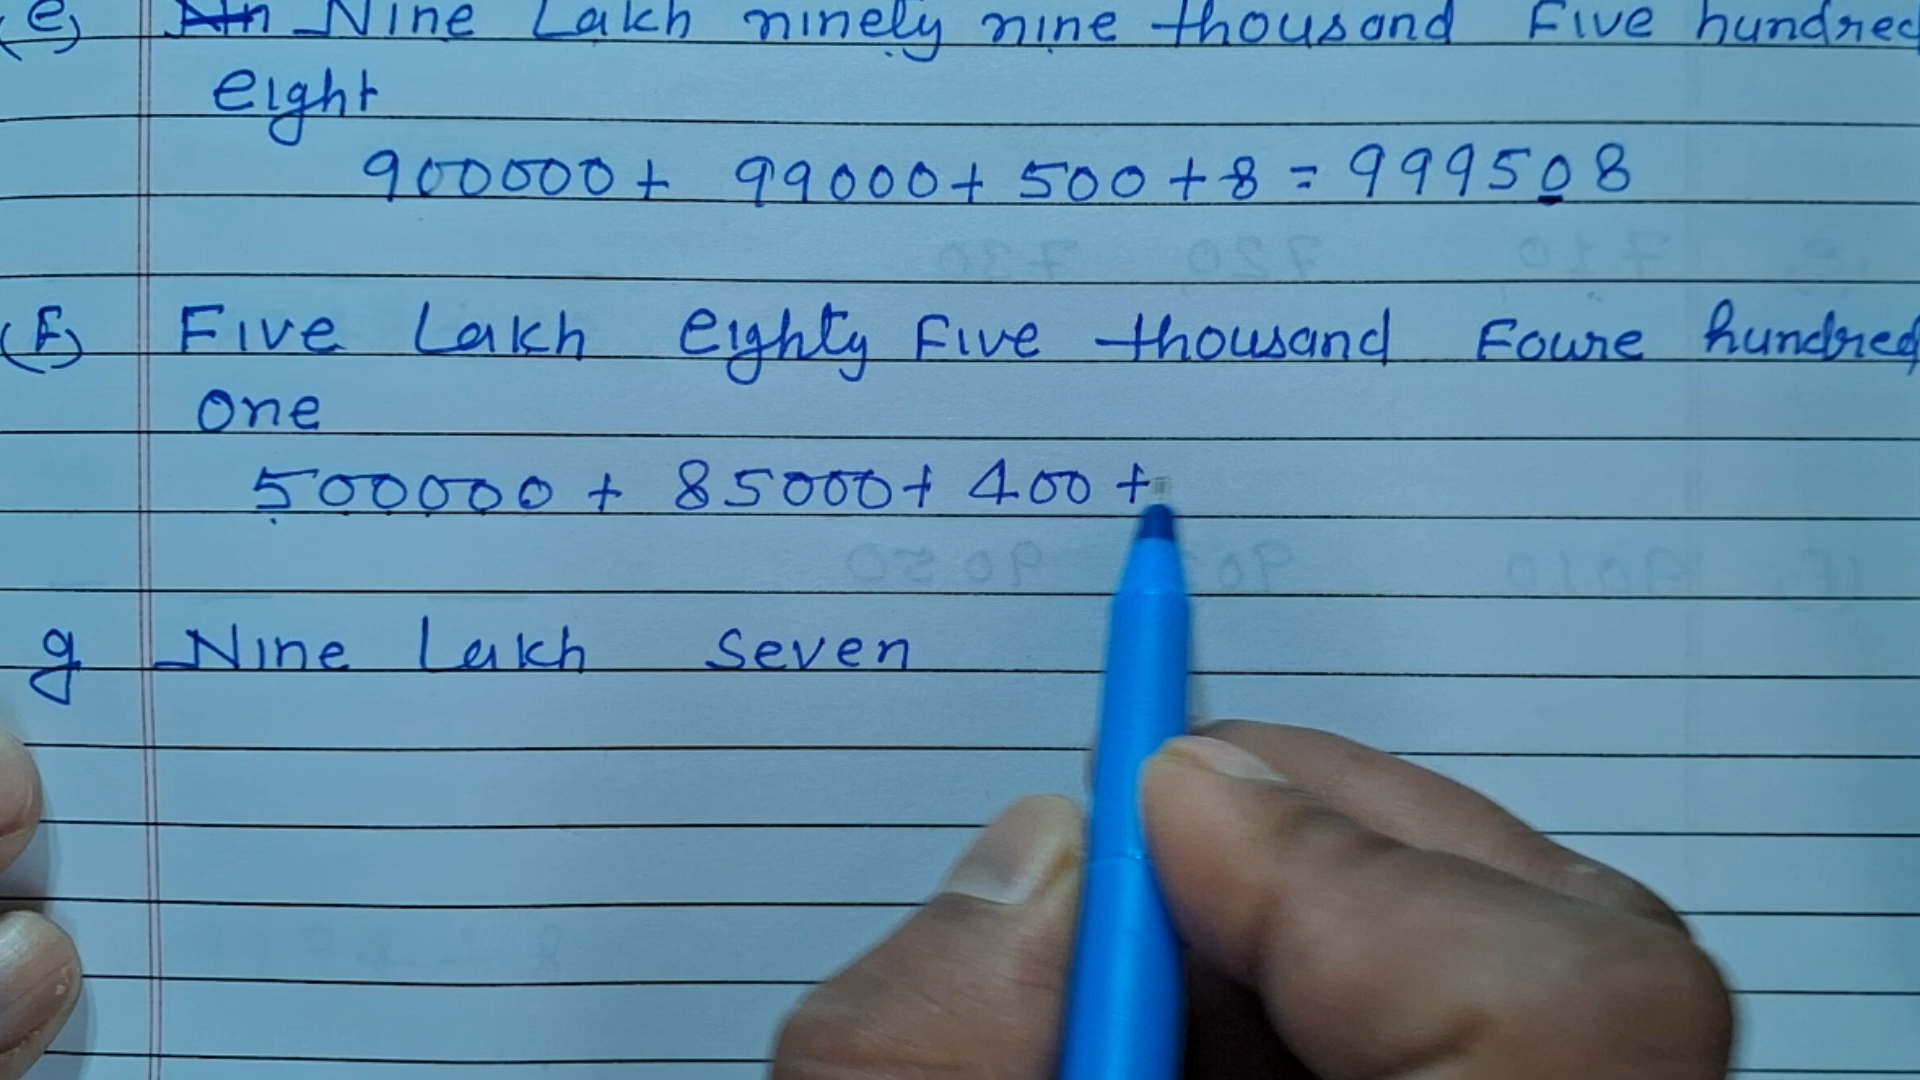 (e) Nine Lakh ninely nine thousand Five hundred
eight
900000 + 99000 + 500 + 8 = 999508
(F) Five Lakh Eighty Five thousand Foure hundred
one
500000 + 85000 + 400 +
g Nine Lakh Seven